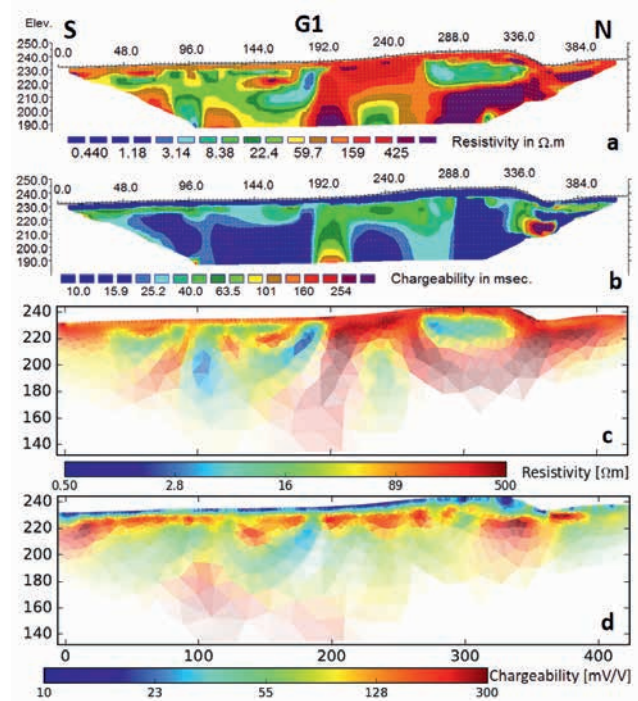 Elev. S G1 N
250.0 0.0 48.0 96.0 144.0 192.0 240.0 288.0 336.0 384.0
240.0
230.0
220.0
210.0
200.0
190.0
0.440 1.18 3.14 8.38 22.4 59.7 159 425 Resistivity in Ω.m a
250.0 0.0 48.0 96.0 144.0 192.0 240.0 288.0 336.0 384.0
240.0
230.0
220.0
210.0
200.0
190.0
10.0 15.9 25.2 40.0 63.5 101 160 254 Chargeability in msec. b
240
220
200
180
160
140
c
0.50 2.8 16 89 500 Resistivity [Ωm]
240
220
200
180
160
140
d
0 100 200 300 400
10 23 55 128 300 Chargeability [mV/V]